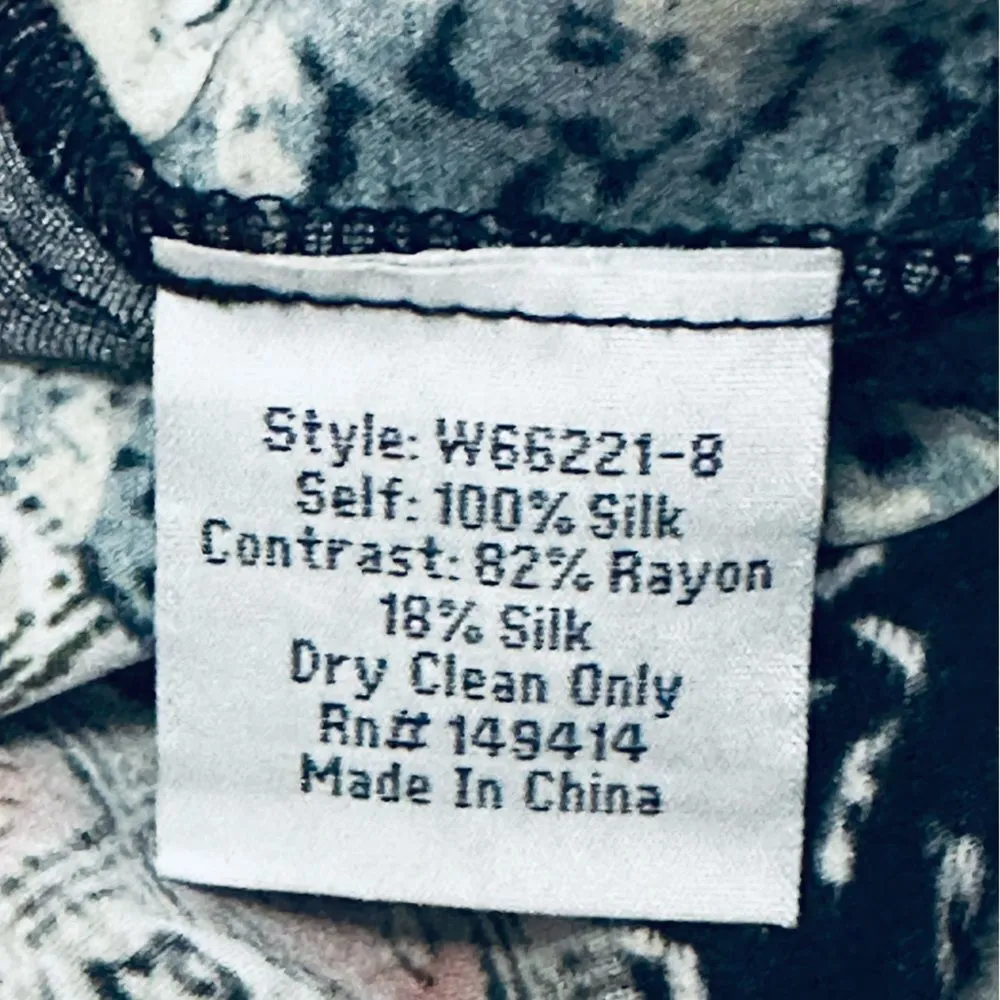 Style: W66221-8
Self: 100% Silk
Contrast: 82% Rayon
18% Silk
Dry Clean Only
Rn# 149414
Made In China